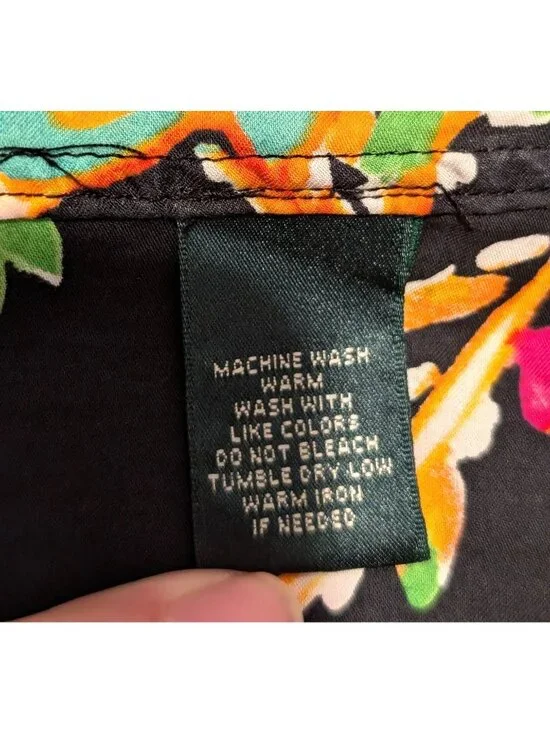 MACHINE WASH
WARM
WASH WITH
LIKE COLORS
DO NOT BLEACH
TUMBLE DRY LOW
WARM IRON
IF NEEDED